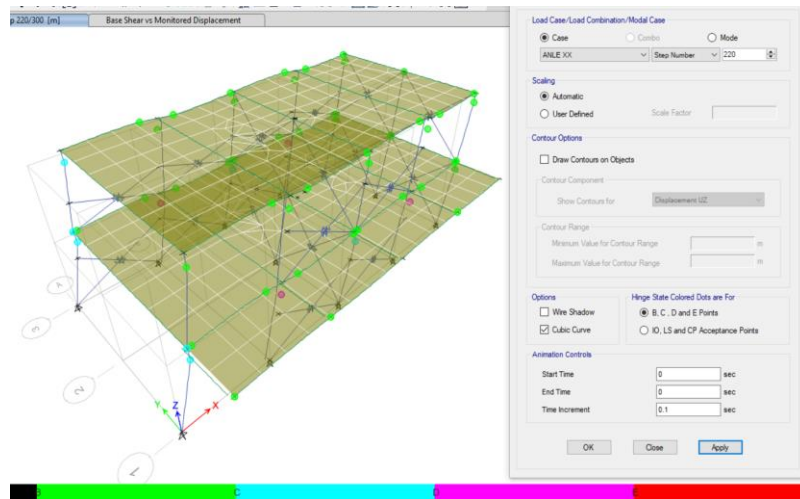 p 220/300 [m]
Base Shear vs Monitored Displacement
Load Case/Load Combination/Modal Case
Case
Combo
Mode
ANLE XX
Step Number
220
Scaling
Automatic
User Defined
Scale Factor
Contour Options
Draw Contours on Objects
Contour Component
Show Contours for
Displacement UZ
Contour Range
Minimum Value for Contour Range
m
Maximum Value for Contour Range
m
Options
Wire Shadow
Cubic Curve
Hinge State Colored Dots are For
B, C, D and E Points
IO, LS and CP Acceptance Points
Animation Controls
Start Time
0
sec
End Time
0
sec
Time Increment
0.1
sec
OK
Close
Apply
3
2
1
Y
Z
X
B
C
D
E